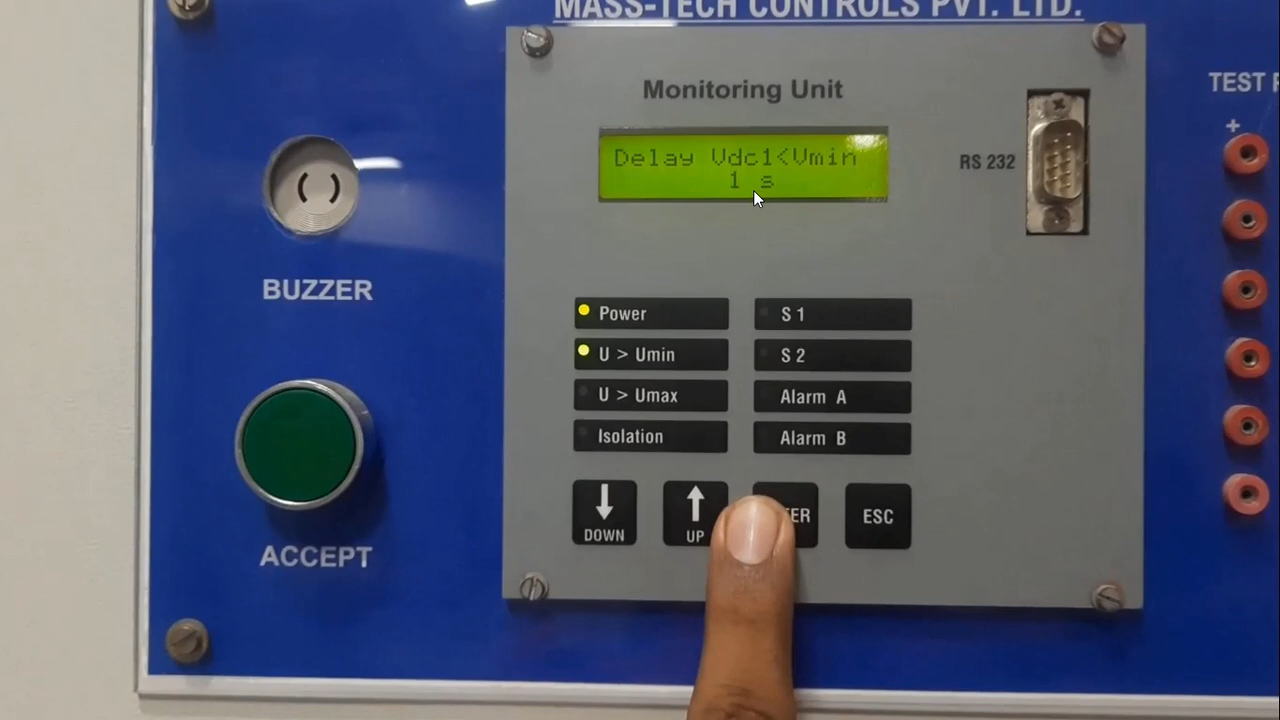 MASS-TECH CONTROLS PVT. LTD.
Monitoring Unit
TEST
+
Delay Vdc1<Vmin
1 s
RS 232
BUZZER
Power
S 1
U > Umin
S 2
U > Umax
Alarm A
Isolation
Alarm B
DOWN
UP
ESC
ACCEPT